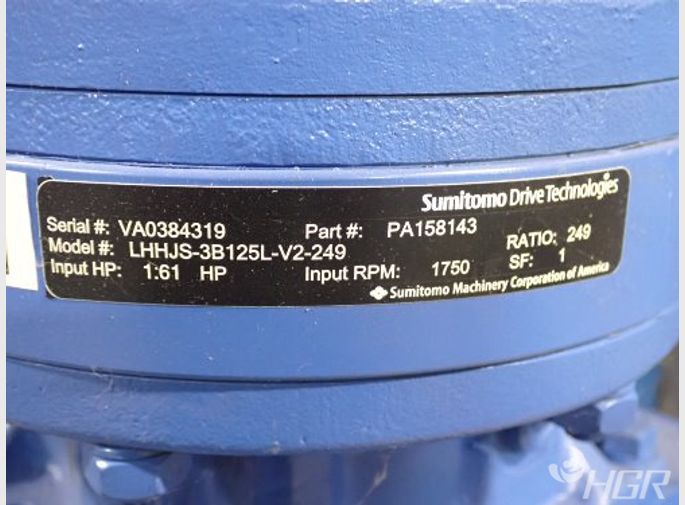 Sumitomo Drive Technologies
Serial #: VA0384319 Part #: PA158143
Model #: LHHJS-3B125L-V2-249 RATIO: 249
Input HP: 1.61 HP Input RPM: 1750 SF: 1
Sumitomo Machinery Corporation of America
HGR